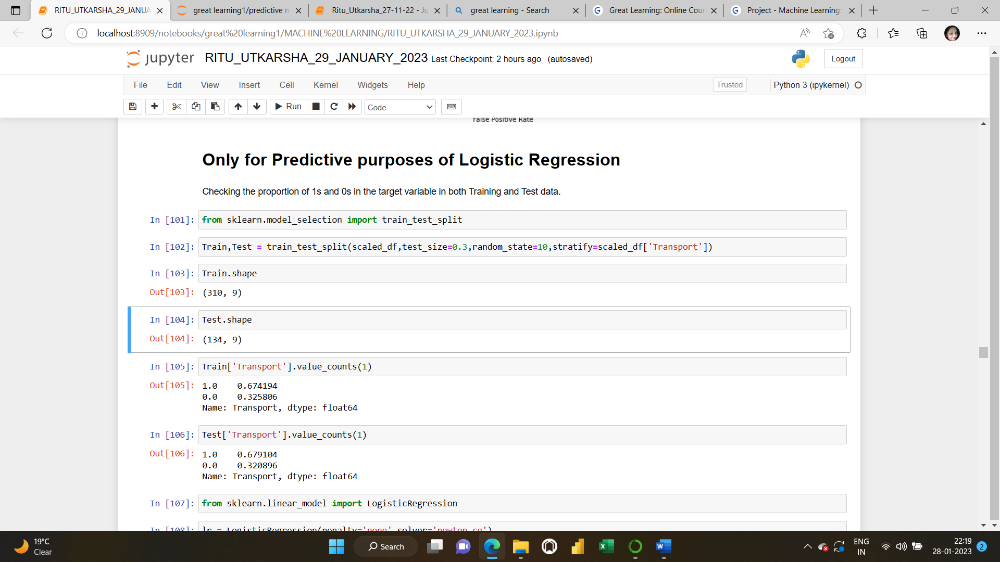 RITU_UTKARSHA_29_JANUA
great learning1/predictive m
Ritu_Utkarsha_27-11-22 - Ju
great learning - Search
Great Learning: Online Cour
Project - Machine Learning:
localhost:8909/notebooks/great%20learning1/MACHINE%20LEARNING/RITU_UTKARSHA_29_JANUARY_2023.ipynb
jupyter RITU_UTKARSHA_29_JANUARY_2023 Last Checkpoint: 2 hours ago (autosaved)
Logout
File Edit View Insert Cell Kernel Widgets Help
Trusted
Python 3 (ipykernel)
Run
Code
False Positive Rate
Only for Predictive purposes of Logistic Regression
Checking the proportion of 1s and 0s in the target variable in both Training and Test data.
In [101]: from sklearn.model_selection import train_test_split
In [102]: Train,Test = train_test_split(scaled_df,test_size=0.3,random_state=10,stratify=scaled_df['Transport'])
In [103]: Train.shape
Out[103]: (310, 9)
In [104]: Test.shape
Out[104]: (134, 9)
In [105]: Train['Transport'].value_counts(1)
Out[105]: 1.0    0.674194
0.0    0.325806
Name: Transport, dtype: float64
In [106]: Test['Transport'].value_counts(1)
Out[106]: 1.0    0.679104
0.0    0.320896
Name: Transport, dtype: float64
In [107]: from sklearn.linear_model import LogisticRegression
In [108]: lr = LogisticRegression(penalty='none',solver='newton-cg')
19°C
Clear
Search
ENG
IN
22:19
28-01-2023
2